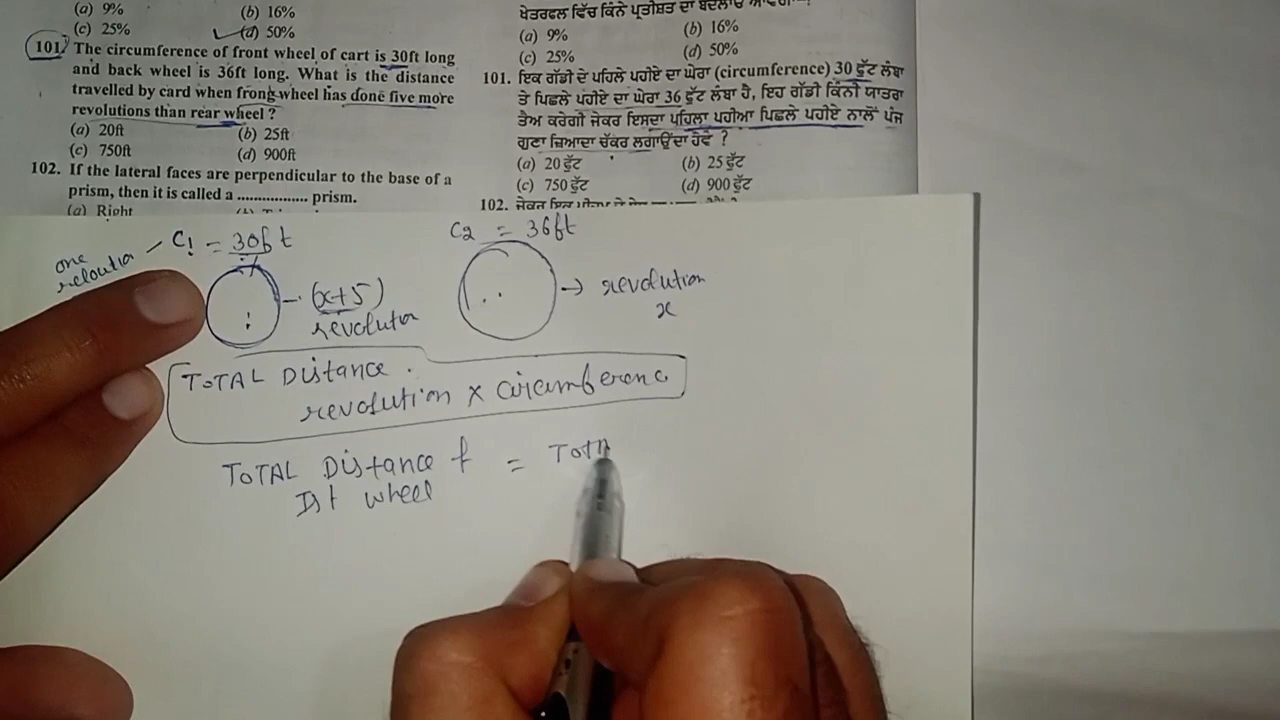 (a) 9% (b) 16%
(c) 25% (d) 50%
101. The circumference of front wheel of cart is 30ft long
and back wheel is 36ft long. What is the distance
travelled by card when frong wheel has done five more
revolutions than rear wheel ?
(a) 20ft (b) 25ft
(c) 750ft (d) 900ft
102. If the lateral faces are perpendicular to the base of a
prism, then it is called a ................. prism.
(a) Right
ਖੇਤਰਫਲ ਵਿੱਚ ਕਿੰਨੇ ਪ੍ਰਤੀਸ਼ਤ ਦਾ ਬਦਲਾਅ
(a) 9% (b) 16%
(c) 25% (d) 50%
101. ਇਕ ਗੱਡੀ ਦੇ ਪਹਿਲੇ ਪਹੀਏ ਦਾ ਘੇਰਾ (circumference) 30 ਫੁੱਟ ਲੰਬਾ
ਤੇ ਪਿਛਲੇ ਪਹੀਏ ਦਾ ਘੇਰਾ 36 ਫੁੱਟ ਲੰਬਾ ਹੈ, ਇਹ ਗੱਡੀ ਕਿੰਨੀ ਯਾਤਰਾ
ਤੈਅ ਕਰੇਗੀ ਜੇਕਰ ਇਸਦਾ ਪਹਿਲਾ ਪਹੀਆ ਪਿਛਲੇ ਪਹੀਏ ਨਾਲੋਂ ਪੰਜ
ਗੁਣਾ ਜ਼ਿਆਦਾ ਚੱਕਰ ਲਗਾਉਂਦਾ ਹੋਵੇ ?
(a) 20 ਫੁੱਟ (b) 25 ਫੁੱਟ
(c) 750 ਫੁੱਟ (d) 900 ਫੁੱਟ
102. ਜੇਕਰ ਇਕ
one
C1 = 30ft C2 = 36ft
(x+5) → revolution
x
TOTAL Distance .
revolution × circumferenc
TOTAL Distance f = Tota
Ist wheel